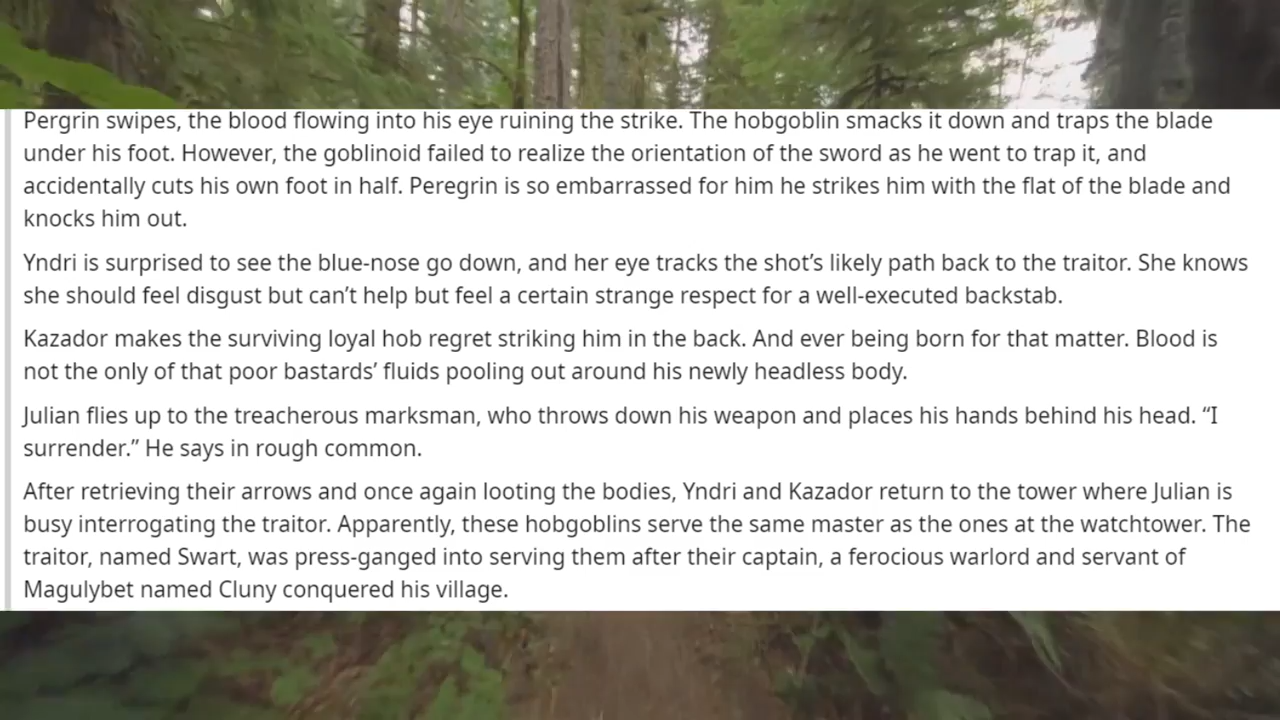 Pergrin swipes, the blood flowing into his eye ruining the strike. The hobgoblin smacks it down and traps the blade
under his foot. However, the goblinoid failed to realize the orientation of the sword as he went to trap it, and
accidentally cuts his own foot in half. Peregrin is so embarrassed for him he strikes him with the flat of the blade and
knocks him out.
Yndri is surprised to see the blue-nose go down, and her eye tracks the shot’s likely path back to the traitor. She knows
she should feel disgust but can’t help but feel a certain strange respect for a well-executed backstab.
Kazador makes the surviving loyal hob regret striking him in the back. And ever being born for that matter. Blood is
not the only of that poor bastards’ fluids pooling out around his newly headless body.
Julian flies up to the treacherous marksman, who throws down his weapon and places his hands behind his head. “I
surrender.” He says in rough common.
After retrieving their arrows and once again looting the bodies, Yndri and Kazador return to the tower where Julian is
busy interrogating the traitor. Apparently, these hobgoblins serve the same master as the ones at the watchtower. The
traitor, named Swart, was press-ganged into serving them after their captain, a ferocious warlord and servant of
Magulybet named Cluny conquered his village.